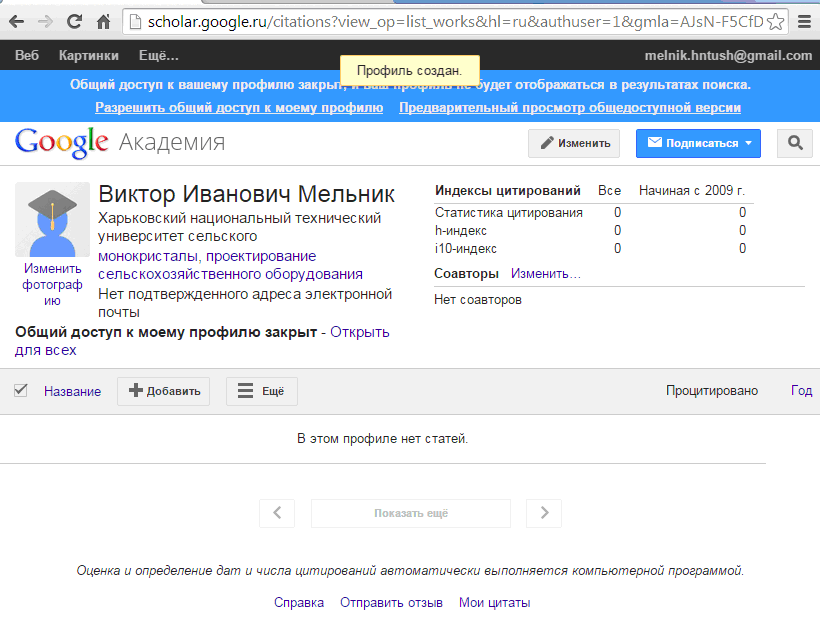 scholar.google.ru/citations?view_op=list_works&hl=ru&authuser=1&gmla=AJsN-F5CfD
Веб Картинки Ещё… melnik.hntush@gmail.com
Профиль создан.
Общий доступ к вашему профилю закрыт, и ваш профиль не будет отображаться в результатах поиска.
Разрешить общий доступ к моему профилю Предварительный просмотр общедоступной версии
Google Академия Изменить Подписаться
Виктор Иванович Мельник
Харьковский национальный технический
университет сельского
монокристалы, проектирование
сельскохозяйственного оборудования
Нет подтвержденного адреса электронной
почты
Изменить
фотограф
ию
Общий доступ к моему профилю закрыт - Открыть
для всех
Индексы цитирований Все Начиная с 2009 г.
Статистика цитирования 0 0
h-индекс 0 0
i10-индекс 0 0
Соавторы Изменить…
Нет соавторов
Название Добавить Ещё Процитировано Год
В этом профиле нет статей.
Показать ещё
Оценка и определение дат и числа цитирований автоматически выполняется компьютерной программой.
Справка Отправить отзыв Мои цитаты